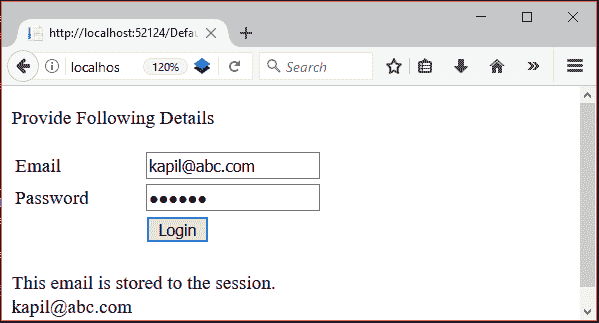 http://localhost:52124/Defau
localhos
120%
Search
Provide Following Details
Email
kapil@abc.com
Password
●●●●●●
Login
This email is stored to the session.
kapil@abc.com